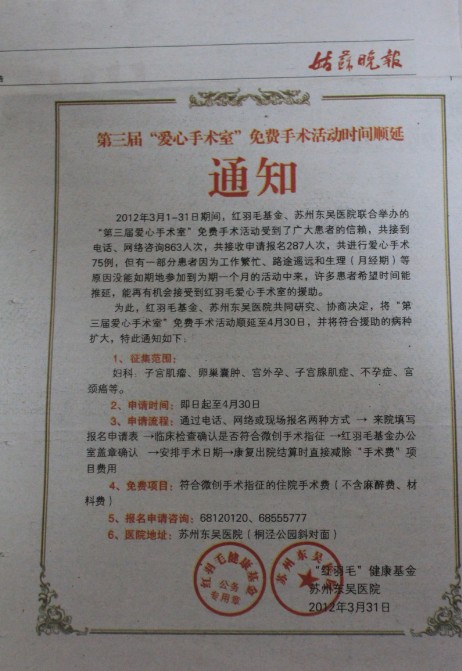 姑苏晚报
第三届“爱心手术室”免费手术活动时间顺延
通知
2012年3月1-31日期间，红羽毛基金、苏州东吴医院联合举办的
“第三届爱心手术室”免费手术活动受到了广大患者的信赖，共接到
电话、网络咨询863人次，共接收申请报名287人次，共进行爱心手术
75例，但有一部分患者因为工作繁忙、路途遥远和生理（月经期）等
原因没能如期地参加到为期一个月的活动中来，许多患者希望时间能
推延，能再有机会接受到红羽毛爱心手术室的援助。
为此，红羽毛基金、苏州东吴医院共同研究、协商决定，将“第
三届爱心手术室”免费手术活动顺延至4月30日，并将符合援助的病种
扩大，特此通知如下：
1、征集范围：
妇科：子宫肌瘤、卵巢囊肿、宫外孕、子宫腺肌症、不孕症、宫
颈癌等。
2、申请时间：即日起至4月30日
3、申请流程：通过电话、网络或现场报名两种方式 → 来院填写
报名申请表 →临床检查确认是否符合微创手术指征 →红羽毛基金办公
室盖章确认 →安排手术日期→康复出院结算时直接减除“手术费”项
目费用
4、免费项目：符合微创手术指征的住院手术费（不含麻醉费、材
料费）
5、报名申请咨询：68120120、68555777
6、医院地址：苏州东吴医院（桐泾公园斜对面）
红羽毛健康基金
公务
专用章
苏州东吴医院
“红羽毛”健康基金
苏州东吴医院
2012年3月31日